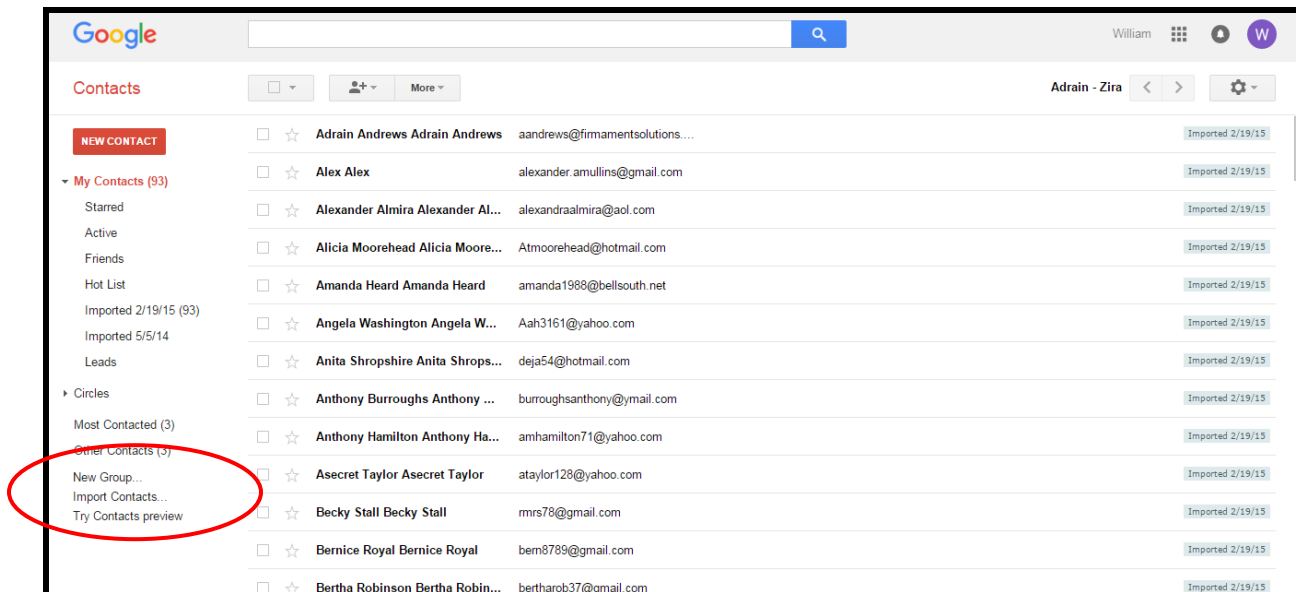 Google
William
W
Contacts
More
Adrain - Zira
NEW CONTACT
My Contacts (93)
Starred
Active
Friends
Hot List
Imported 2/19/15 (93)
Imported 5/5/14
Leads
Circles
Most Contacted (3)
Other Contacts (3)
New Group...
Import Contacts...
Try Contacts preview
Adrain Andrews Adrain Andrews aandrews@firmamentsolutions.... Imported 2/19/15
Alex Alex alexander.amullins@gmail.com Imported 2/19/15
Alexander Almira Alexander Al... alexandraalmira@aol.com Imported 2/19/15
Alicia Moorehead Alicia Moore... Atmoorehead@hotmail.com Imported 2/19/15
Amanda Heard Amanda Heard amanda1988@bellsouth.net Imported 2/19/15
Angela Washington Angela W... Aah3161@yahoo.com Imported 2/19/15
Anita Shropshire Anita Shrops... deja54@hotmail.com Imported 2/19/15
Anthony Burroughs Anthony ... burroughsanthony@ymail.com Imported 2/19/15
Anthony Hamilton Anthony Ha... amhamilton71@yahoo.com Imported 2/19/15
Asecret Taylor Asecret Taylor ataylor128@yahoo.com Imported 2/19/15
Becky Stall Becky Stall rmrs78@gmail.com Imported 2/19/15
Bernice Royal Bernice Royal bern8789@gmail.com Imported 2/19/15
Bertha Robinson Bertha Robin... bertharob37@gmail.com Imported 2/19/15